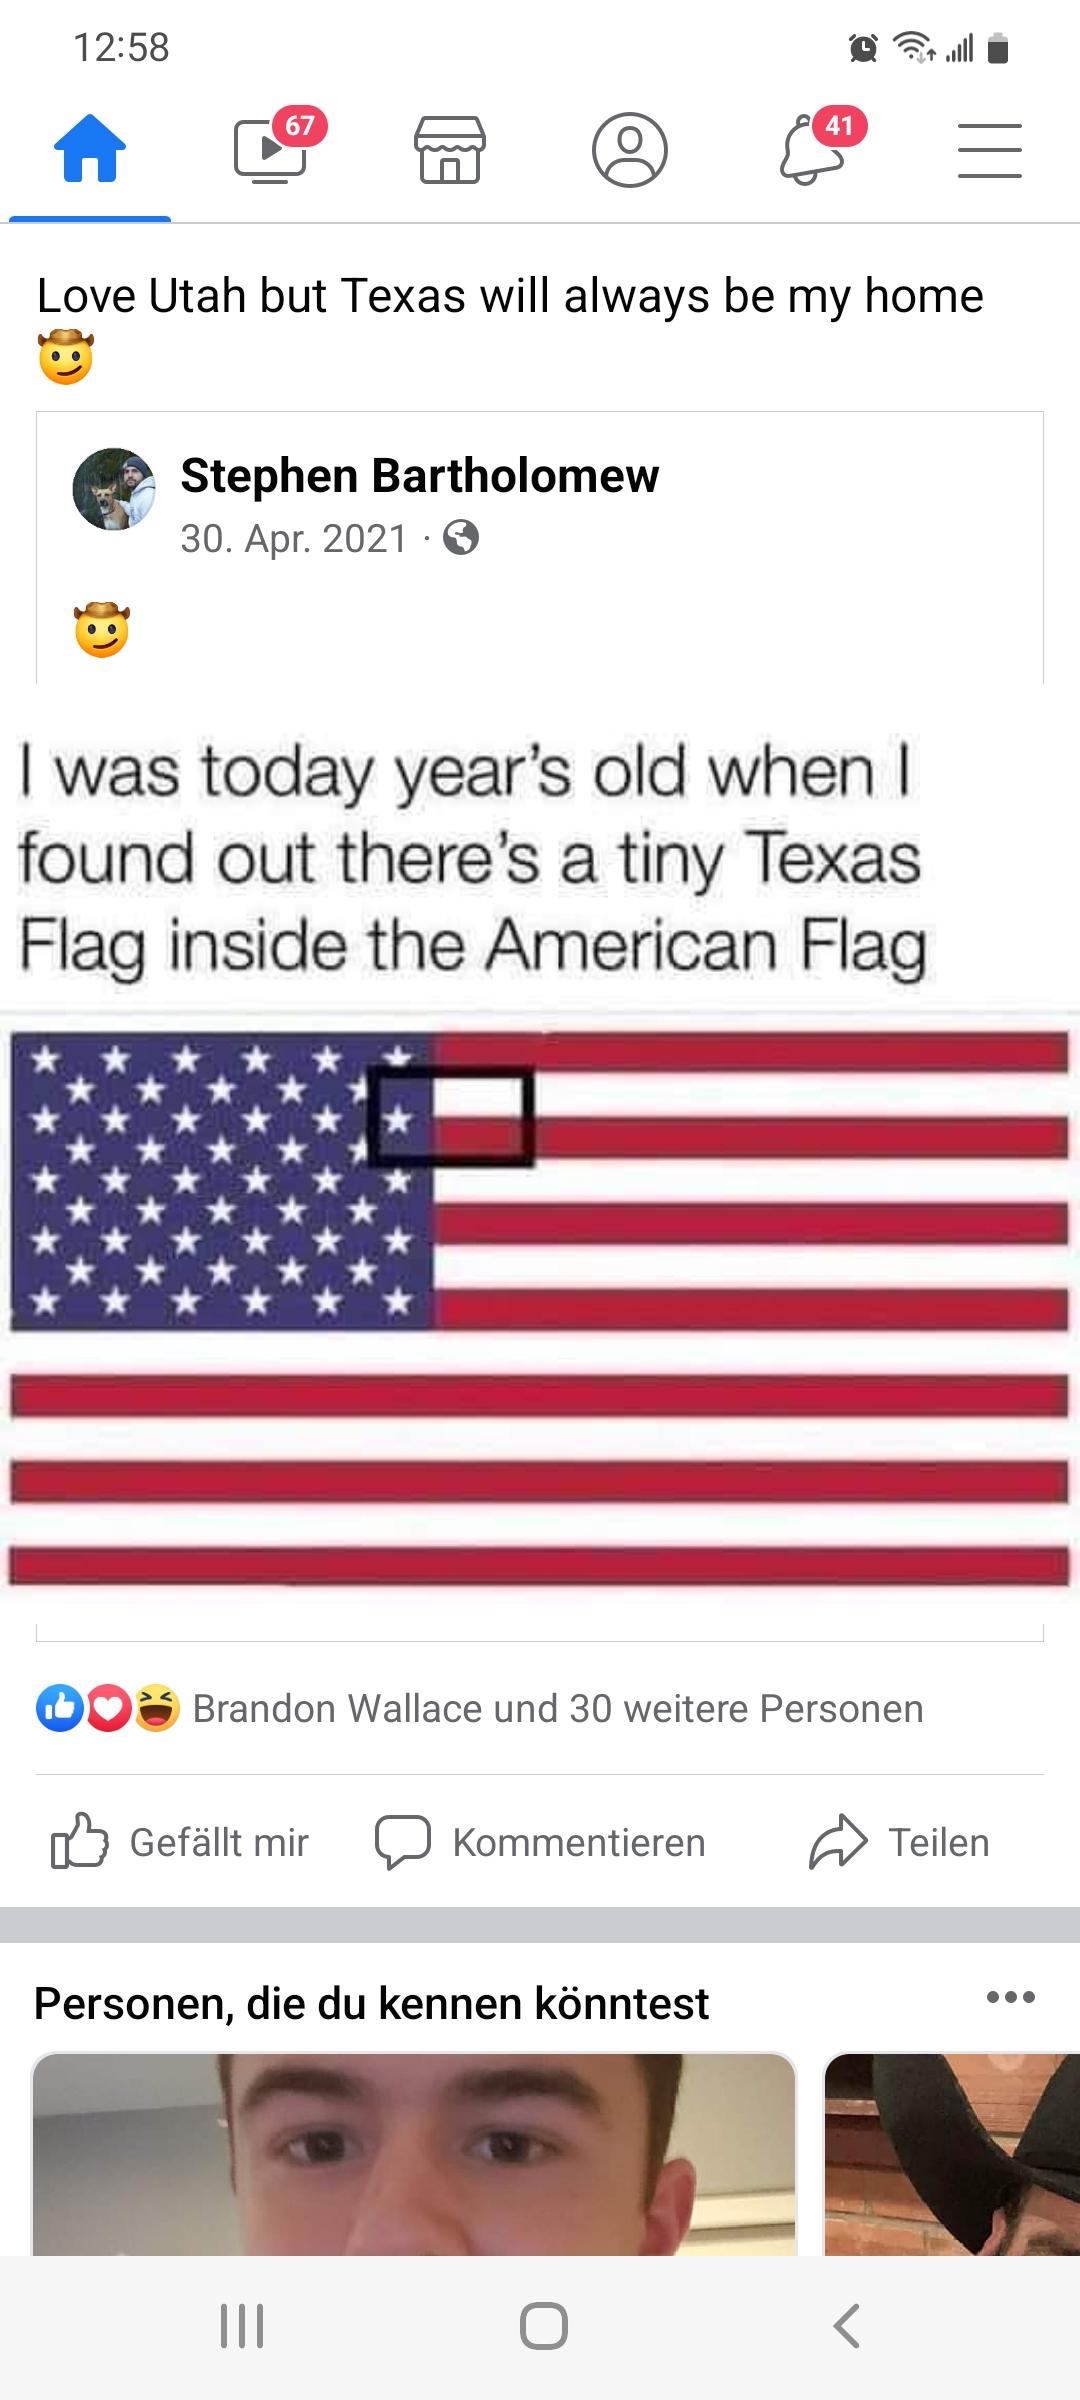 12:58
67
41
Love Utah but Texas will always be my home
🤠
Stephen Bartholomew
30. Apr. 2021 ·
🤠
I was today year's old when I
found out there's a tiny Texas
Flag inside the American Flag
Brandon Wallace und 30 weitere Personen
Gefällt mir
Kommentieren
Teilen
Personen, die du kennen könntest